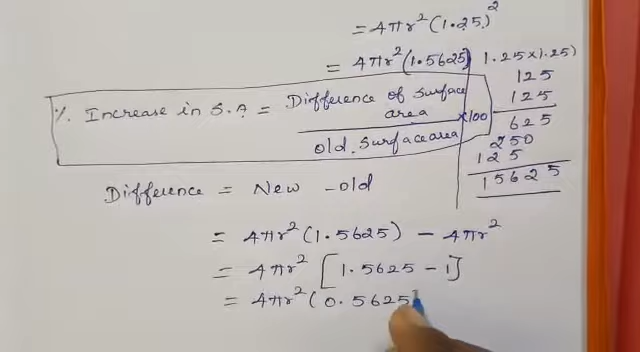 = 4πr² (1.25)²
= 4πr² (1.5625) 1.25×1.25)
125
125
625
250
125
15625
% Increase in S.A = Difference of surface area / old surface area ×100
Difference = New - old
= 4πr² (1.5625) - 4πr²
= 4πr² [1.5625 - 1]
= 4πr² (0.5625)